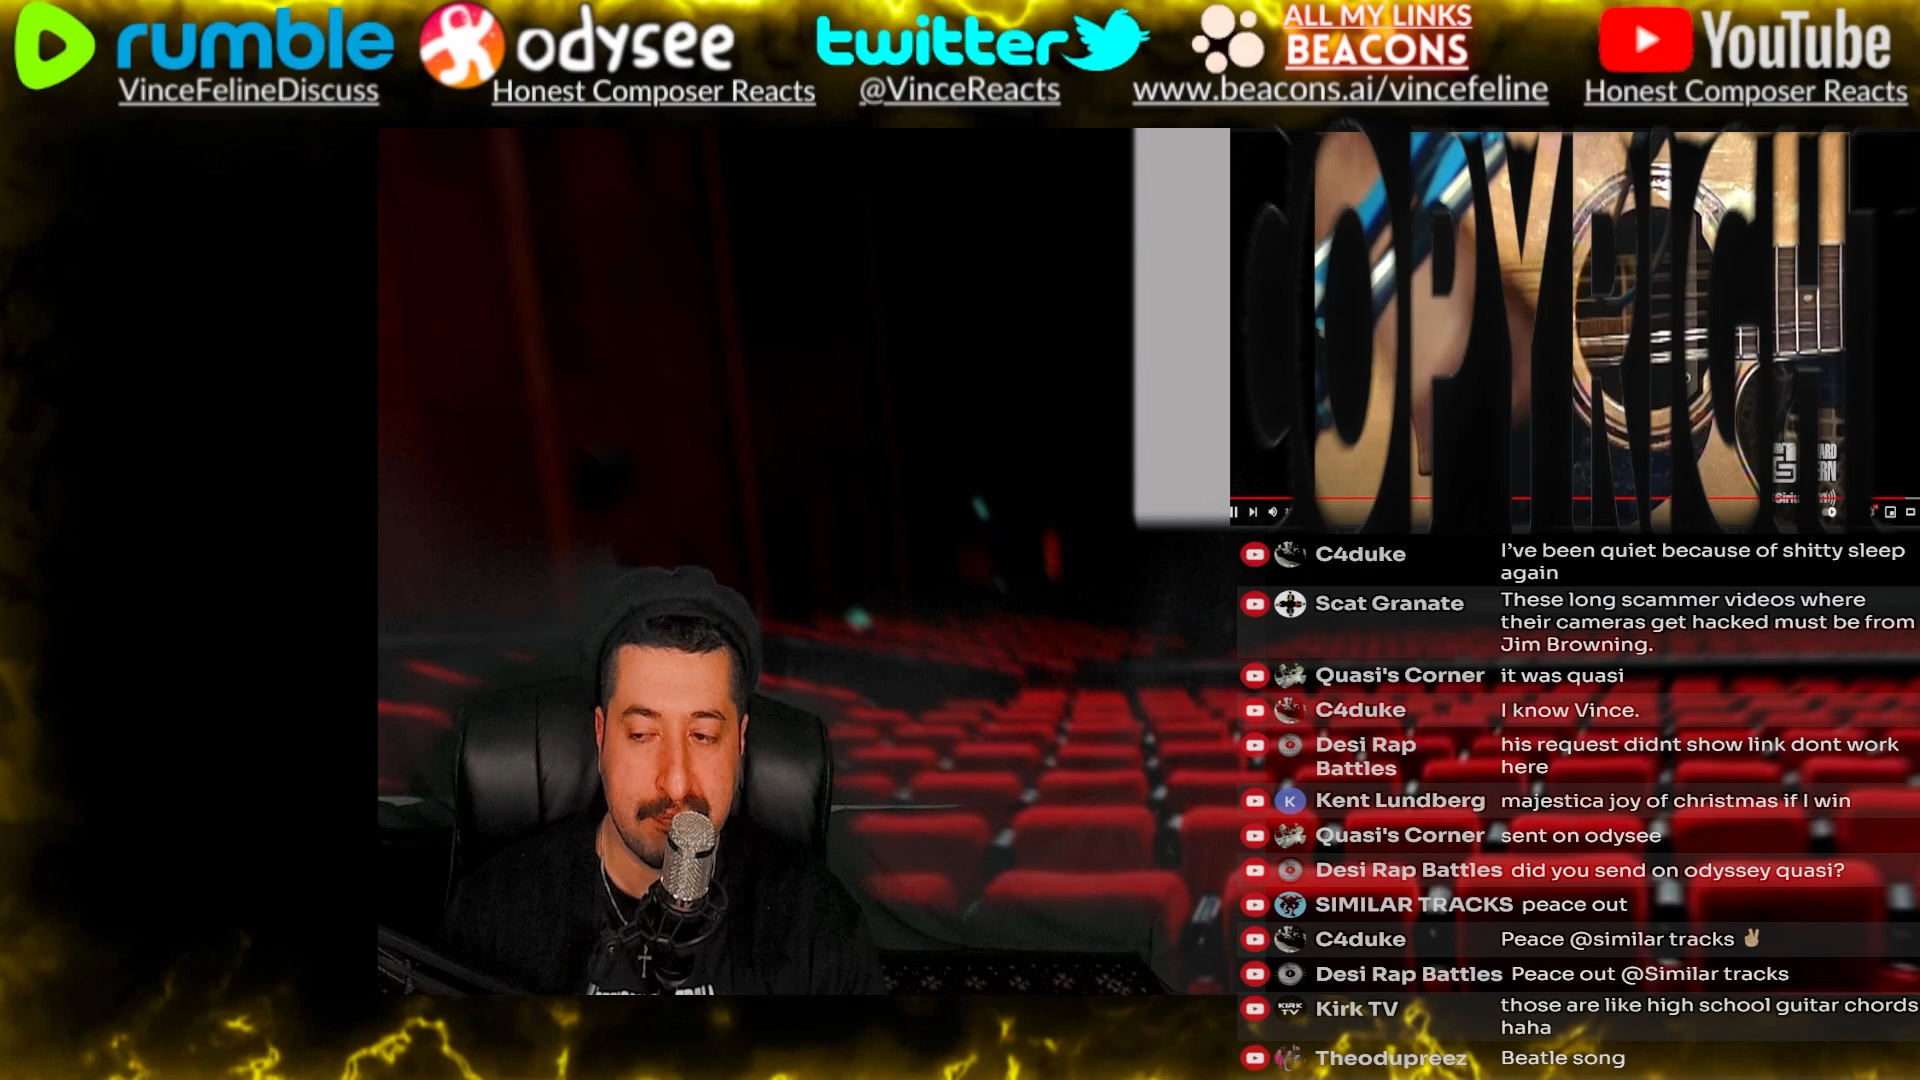 rumble
VinceFelineDiscuss
odysee
Honest Composer Reacts
twitter
@VinceReacts
ALL MY LINKS
BEACONS
www.beacons.ai/vincefeline
YouTube
Honest Composer Reacts
COPYRIGHT
C4duke I've been quiet because of shitty sleep
again
Scat Granate These long scammer videos where
their cameras get hacked must be from
Jim Browning.
Quasi's Corner it was quasi
C4duke I know Vince.
Desi Rap his request didnt show link dont work
Battles here
K Kent Lundberg majestica joy of christmas if I win
Quasi's Corner sent on odysee
Desi Rap Battles did you send on odyssey quasi?
SIMILAR TRACKS peace out
C4duke Peace @similar tracks ✌🏽
Desi Rap Battles Peace out @Similar tracks
KIRK TV Kirk TV those are like high school guitar chords
haha
Theodupreez Beatle song